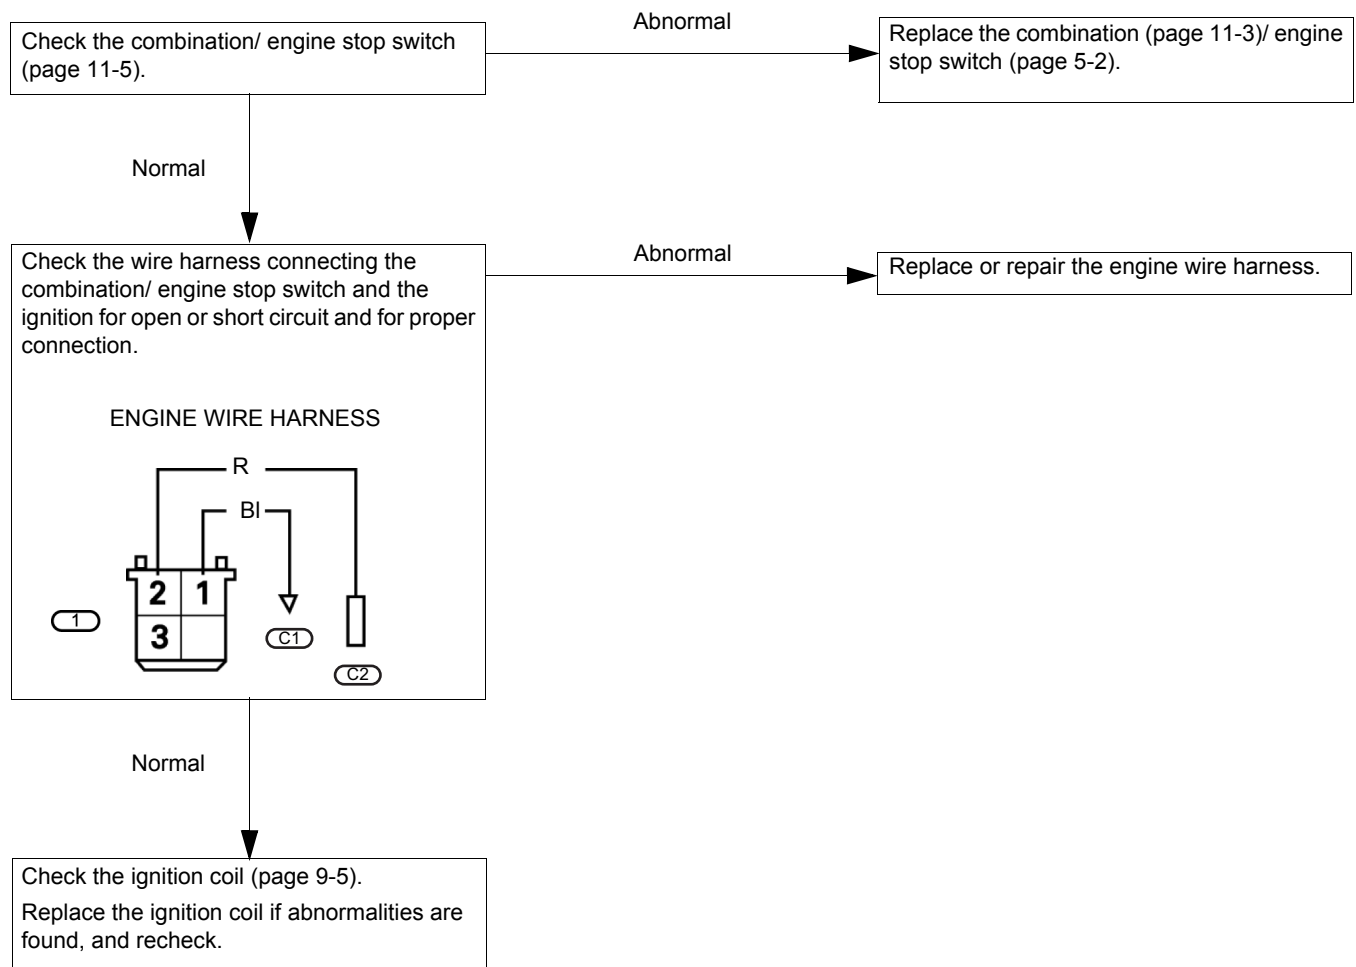 Abnormal
Check the combination/ engine stop switch
(page 11-5).
Replace the combination (page 11-3)/ engine
stop switch (page 5-2).
Normal
Check the wire harness connecting the
combination/ engine stop switch and the
ignition for open or short circuit and for proper
connection.
Abnormal
Replace or repair the engine wire harness.
ENGINE WIRE HARNESS
R
Bl
2 1
3
1
C1
C2
Normal
Check the ignition coil (page 9-5).
Replace the ignition coil if abnormalities are
found, and recheck.